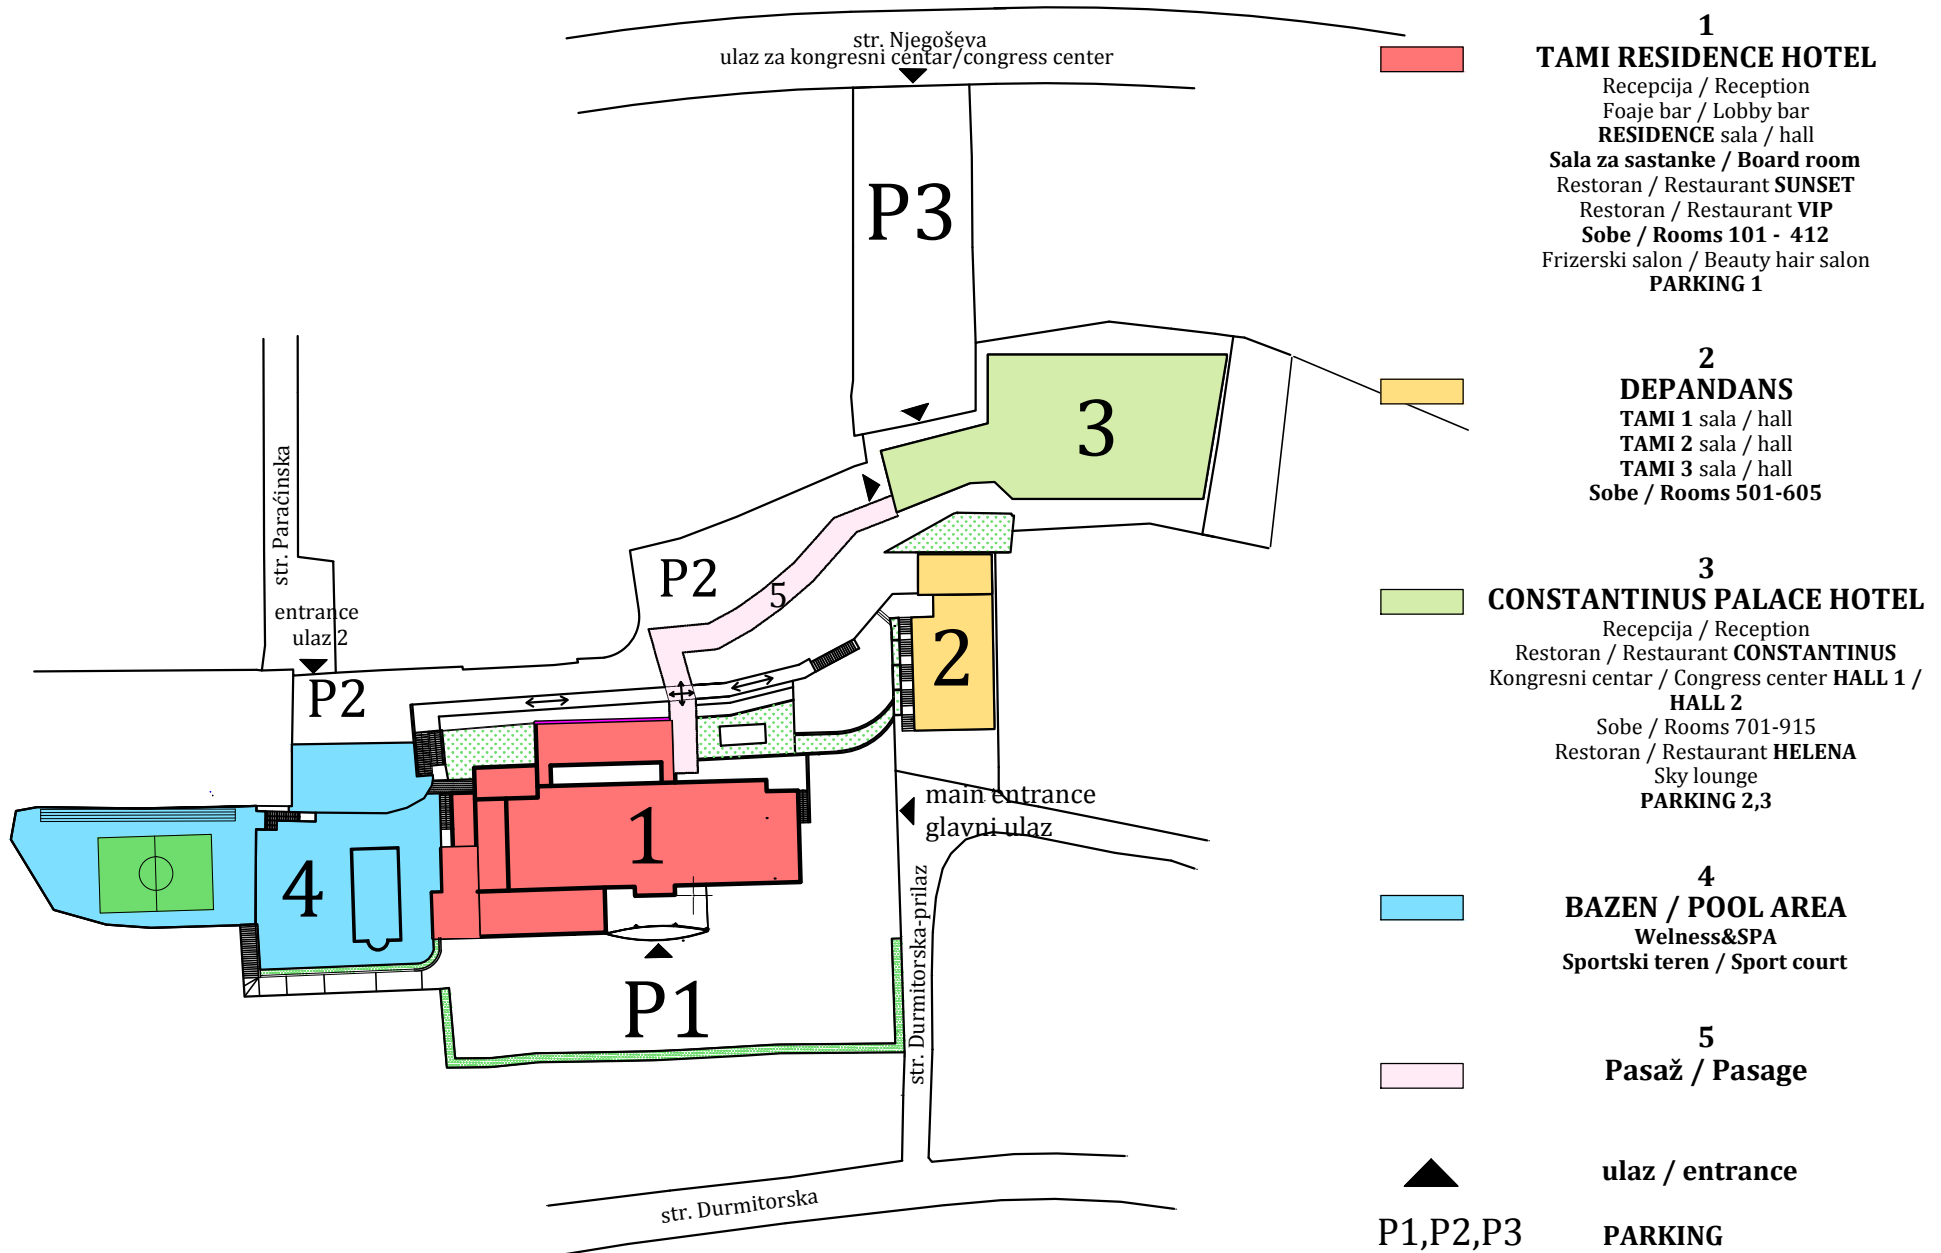 str. Njegoševa
ulaz za kongresni centar/congress center
P3
3
str. Paraćinska
entrance
ulaz 2
P2
P2
5
2
main entrance
glavni ulaz
1
4
P1
str. Durmitorska-prilaz
str. Durmitorska
1
TAMI RESIDENCE HOTEL
Recepcija / Reception
Foaje bar / Lobby bar
RESIDENCE sala / hall
Sala za sastanke / Board room
Restoran / Restaurant SUNSET
Restoran / Restaurant VIP
Sobe / Rooms 101 - 412
Frizerski salon / Beauty hair salon
PARKING 1
2
DEPANDANS
TAMI 1 sala / hall
TAMI 2 sala / hall
TAMI 3 sala / hall
Sobe / Rooms 501-605
3
CONSTANTINUS PALACE HOTEL
Recepcija / Reception
Restoran / Restaurant CONSTANTINUS
Kongresni centar / Congress center HALL 1 /
HALL 2
Sobe / Rooms 701-915
Restoran / Restaurant HELENA
Sky lounge
PARKING 2,3
4
BAZEN / POOL AREA
Welness&SPA
Sportski teren / Sport court
5
Pasaž / Pasage
ulaz / entrance
P1,P2,P3 PARKING